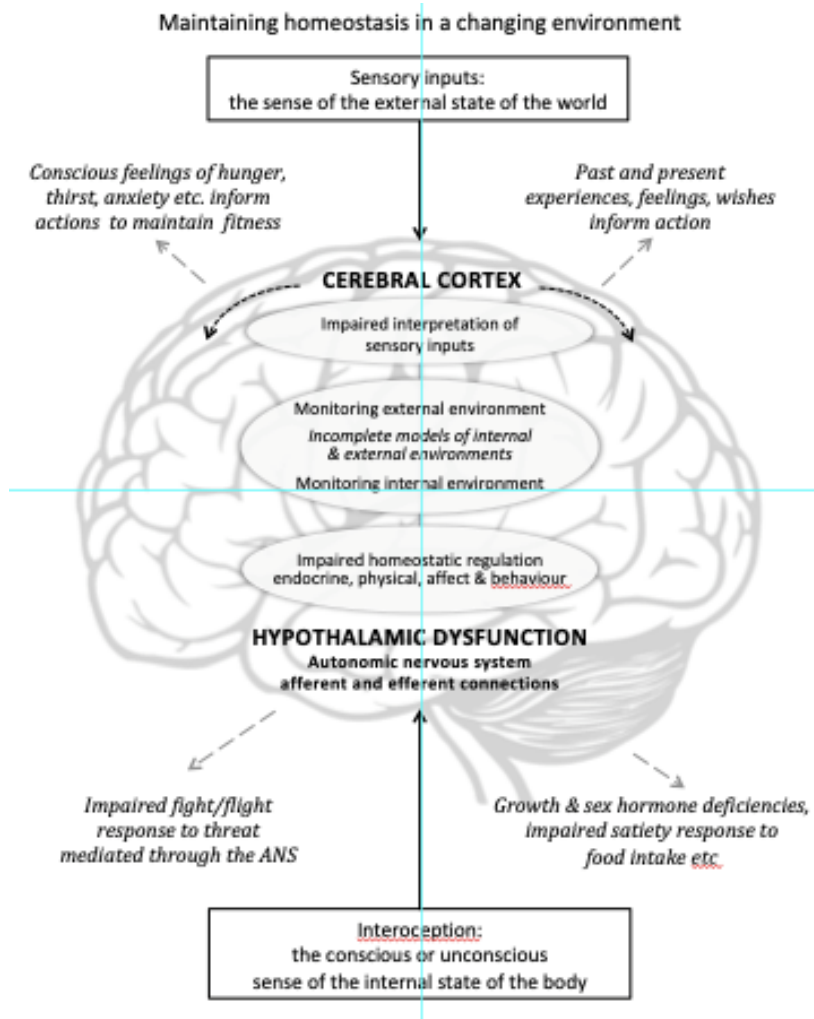 Maintaining homeostasis in a changing environment
Sensory inputs:
the sense of the external state of the world
Conscious feelings of hunger,
thirst, anxiety etc. inform
actions to maintain fitness
Past and present
experiences, feelings, wishes
inform action
CEREBRAL CORTEX
Impaired interpretation of
sensory inputs
Monitoring external environment
Incomplete models of internal
& external environments
Monitoring internal environment
Impaired homeostatic regulation
endocrine, physical, affect & behaviour
HYPOTHALAMIC DYSFUNCTION
Autonomic nervous system
afferent and efferent connections
Impaired fight/flight
response to threat
mediated through the ANS
Growth & sex hormone deficiencies,
impaired satiety response to
food intake etc
Interoception:
the conscious or unconscious
sense of the internal state of the body